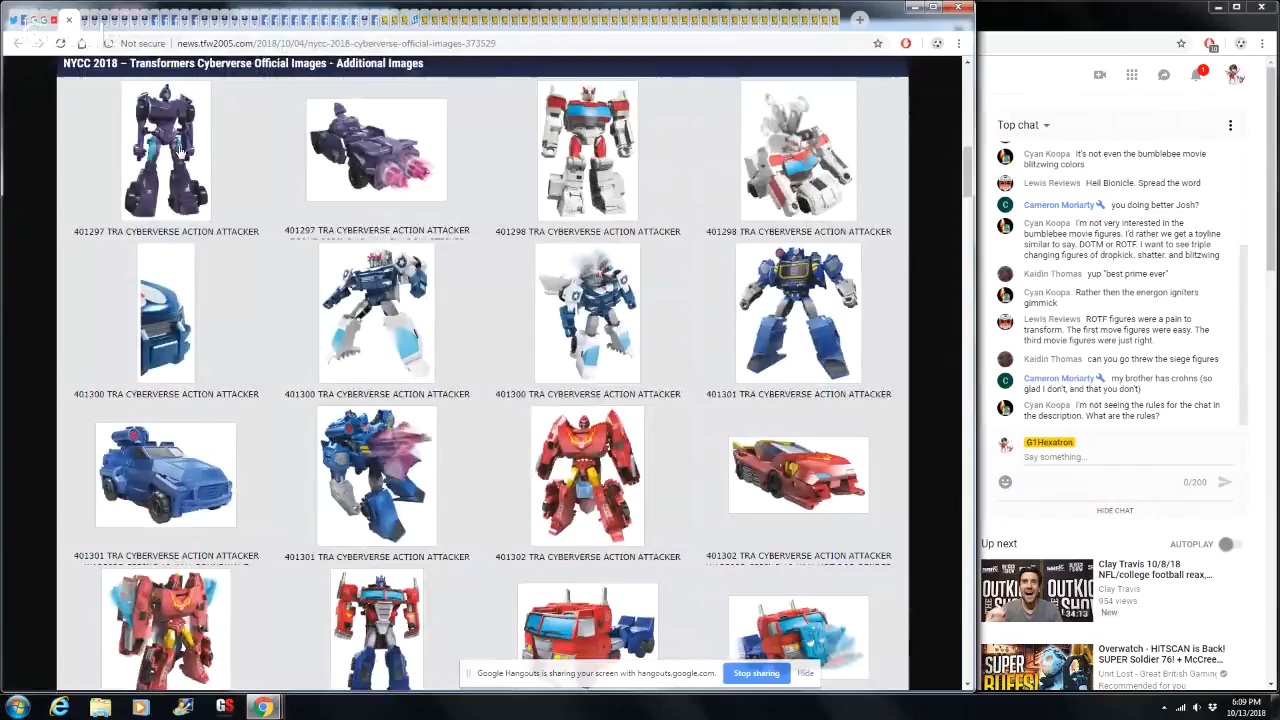 Not secure
news.tfw2005.com/2018/10/04/nycc-2018-cyberverse-official-images-373529
10
NYCC 2018 – Transformers Cyberverse Official Images - Additional Images
401297 TRA CYBERVERSE ACTION ATTACKER
401297 TRA CYBERVERSE ACTION ATTACKER
401298 TRA CYBERVERSE ACTION ATTACKER
401298 TRA CYBERVERSE ACTION ATTACKER
401300 TRA CYBERVERSE ACTION ATTACKER
401300 TRA CYBERVERSE ACTION ATTACKER
401300 TRA CYBERVERSE ACTION ATTACKER
401301 TRA CYBERVERSE ACTION ATTACKER
401301 TRA CYBERVERSE ACTION ATTACKER
401301 TRA CYBERVERSE ACTION ATTACKER
401302 TRA CYBERVERSE ACTION ATTACKER
401302 TRA CYBERVERSE ACTION ATTACKER
Google Hangouts is sharing your screen with hangouts.google.com.
Stop sharing
Hide
1
Top chat
Cyan Koopa It's not even the bumblebee movie
blitzwing colors
Lewis Reviews Heil Bionicle. Spread the word
C Cameron Moriarty you doing better Josh?
Cyan Koopa I'm not very interested in the
bumblebee movie figures. I'd rather we get a toyline
similar to say. DOTM or ROTF. I want to see triple
changing figures of dropkick. shatter. and blitzwing
Kaidin Thomas yup "best prime ever"
Cyan Koopa Rather then the energon igniters
gimmick
Lewis Reviews ROTF figures were a pain to
transform. The first move figures were easy. The
third movie figures were just right.
Kaidin Thomas can you go threw the siege figures
C Cameron Moriarty my brother has crohns (so
glad I don't, and that you don't)
Cyan Koopa I'm not seeing the rules for the chat in
the description. What are the rules?
G1Hexatron
Say something...
0/200
HIDE CHAT
Up next
AUTOPLAY
Clay Travis 10/8/18
NFL/college football reax,...
Clay Travis
954 views
New
34:13
Overwatch - HITSCAN is Back!
SUPER Soldier 76! + McCree...
Unit Lost - Great British Gaming
Recommended for you
SUPER
BUFFS!
GS
6:09 PM
10/13/2018